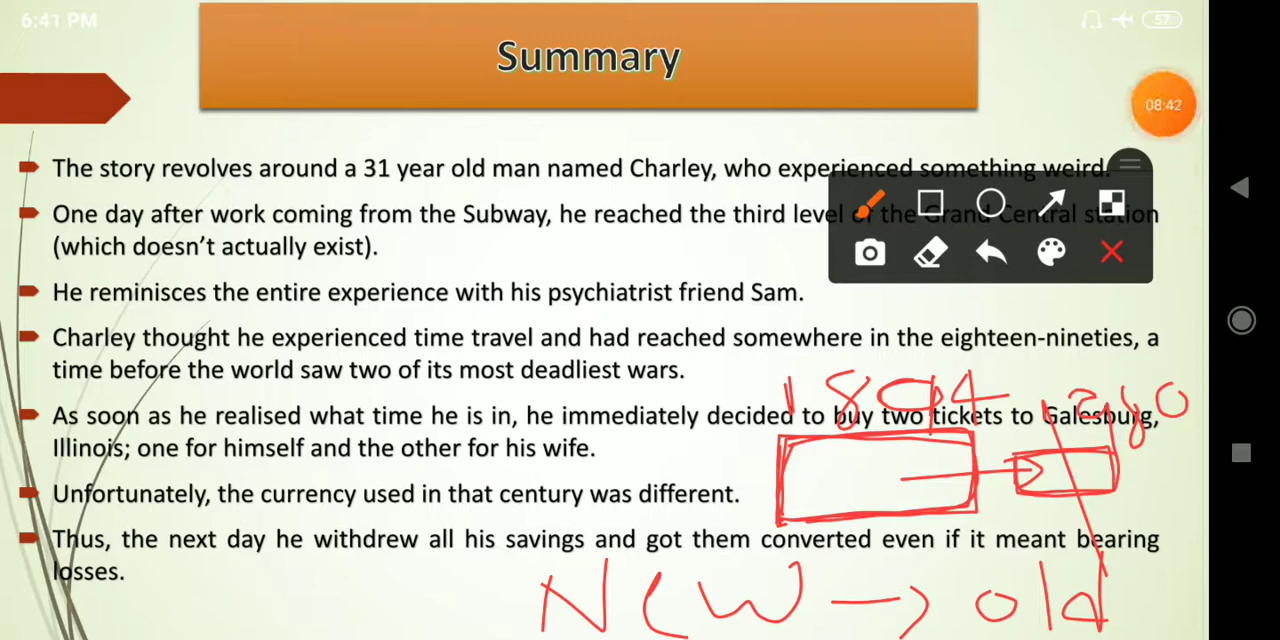 6:41 PM
57
Summary
08:42
The story revolves around a 31 year old man named Charley, who experienced something weird.
One day after work coming from the Subway, he reached the third level of the Grand Central station
(which doesn't actually exist).
He reminisces the entire experience with his psychiatrist friend Sam.
Charley thought he experienced time travel and had reached somewhere in the eighteen-nineties, a
time before the world saw two of its most deadliest wars.
1894
As soon as he realised what time he is in, he immediately decided to buy two tickets to Galesburg,
Illinois; one for himself and the other for his wife.
Unfortunately, the currency used in that century was different.
Thus, the next day he withdrew all his savings and got them converted even if it meant bearing
losses.
New → old